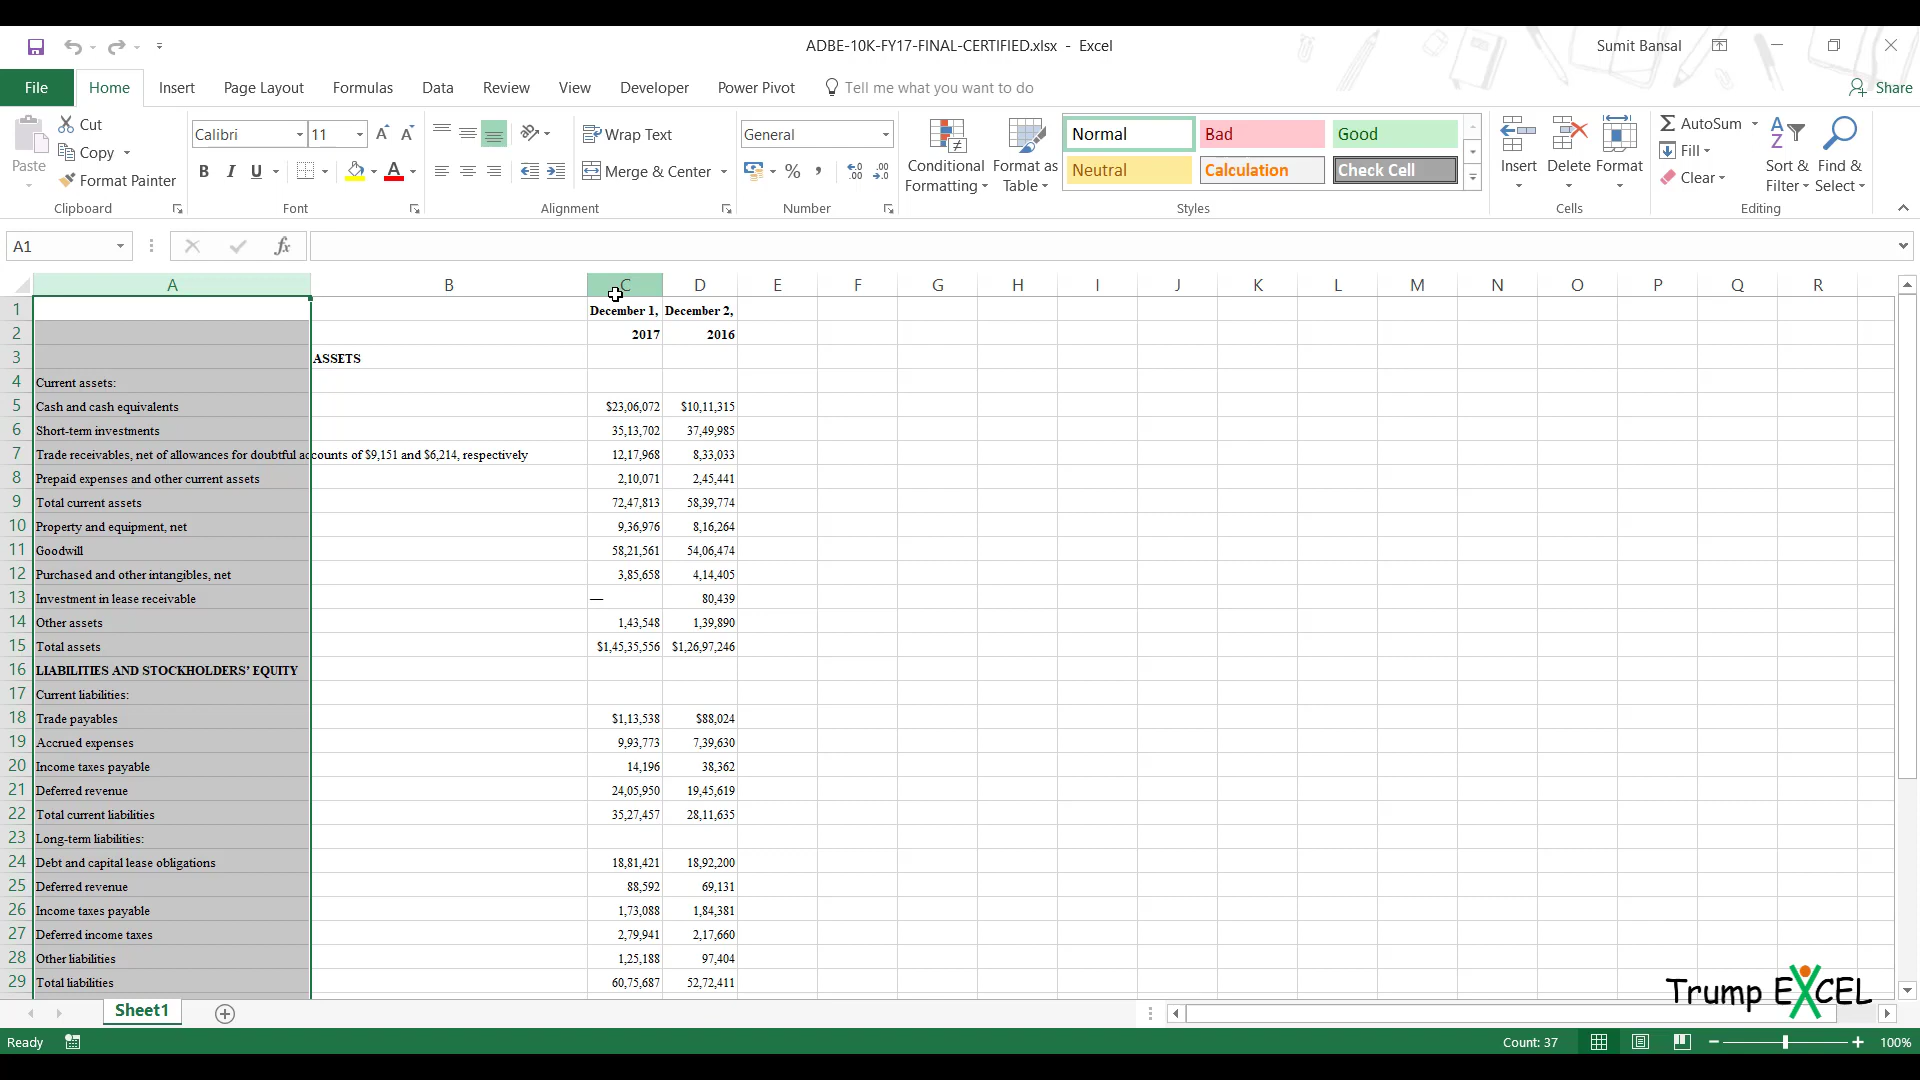 ADBE-10K-FY17-FINAL-CERTIFIED.xlsx - Excel
Sumit Bansal
File Home Insert Page Layout Formulas Data Review View Developer Power Pivot Tell me what you want to do Share
Paste
Cut
Copy
Format Painter
Clipboard
Calibri 11
B I U A
Font
Wrap Text
Merge & Center
Alignment
General
% ,
Number
Conditional Formatting
Format as Table
Normal Bad Good
Neutral Calculation Check Cell
Styles
Insert Delete Format
Cells
AutoSum
Fill
Clear
Sort & Filter
Find & Select
Editing
A1 fx
A B C D E F G H I J K L M N O P Q R
1 December 1, December 2,
2 2017 2016
3 ASSETS
4 Current assets:
5 Cash and cash equivalents $23,06,072 $10,11,315
6 Short-term investments 35,13,702 37,49,985
7 Trade receivables, net of allowances for doubtful accounts of $9,151 and $6,214, respectively 12,17,968 8,33,033
8 Prepaid expenses and other current assets 2,10,071 2,45,441
9 Total current assets 72,47,813 58,39,774
10 Property and equipment, net 9,36,976 8,16,264
11 Goodwill 58,21,561 54,06,474
12 Purchased and other intangibles, net 3,85,658 4,14,405
13 Investment in lease receivable — 80,439
14 Other assets 1,43,548 1,39,890
15 Total assets $1,45,35,556 $1,26,97,246
16 LIABILITIES AND STOCKHOLDERS’ EQUITY
17 Current liabilities:
18 Trade payables $1,13,538 $88,024
19 Accrued expenses 9,93,773 7,39,630
20 Income taxes payable 14,196 38,362
21 Deferred revenue 24,05,950 19,45,619
22 Total current liabilities 35,27,457 28,11,635
23 Long-term liabilities:
24 Debt and capital lease obligations 18,81,421 18,92,200
25 Deferred revenue 88,592 69,131
26 Income taxes payable 1,73,088 1,84,381
27 Deferred income taxes 2,79,941 2,17,660
28 Other liabilities 1,25,188 97,404
29 Total liabilities 60,75,687 52,72,411
Trump EXCEL
Sheet1
Ready
Count: 37
100%